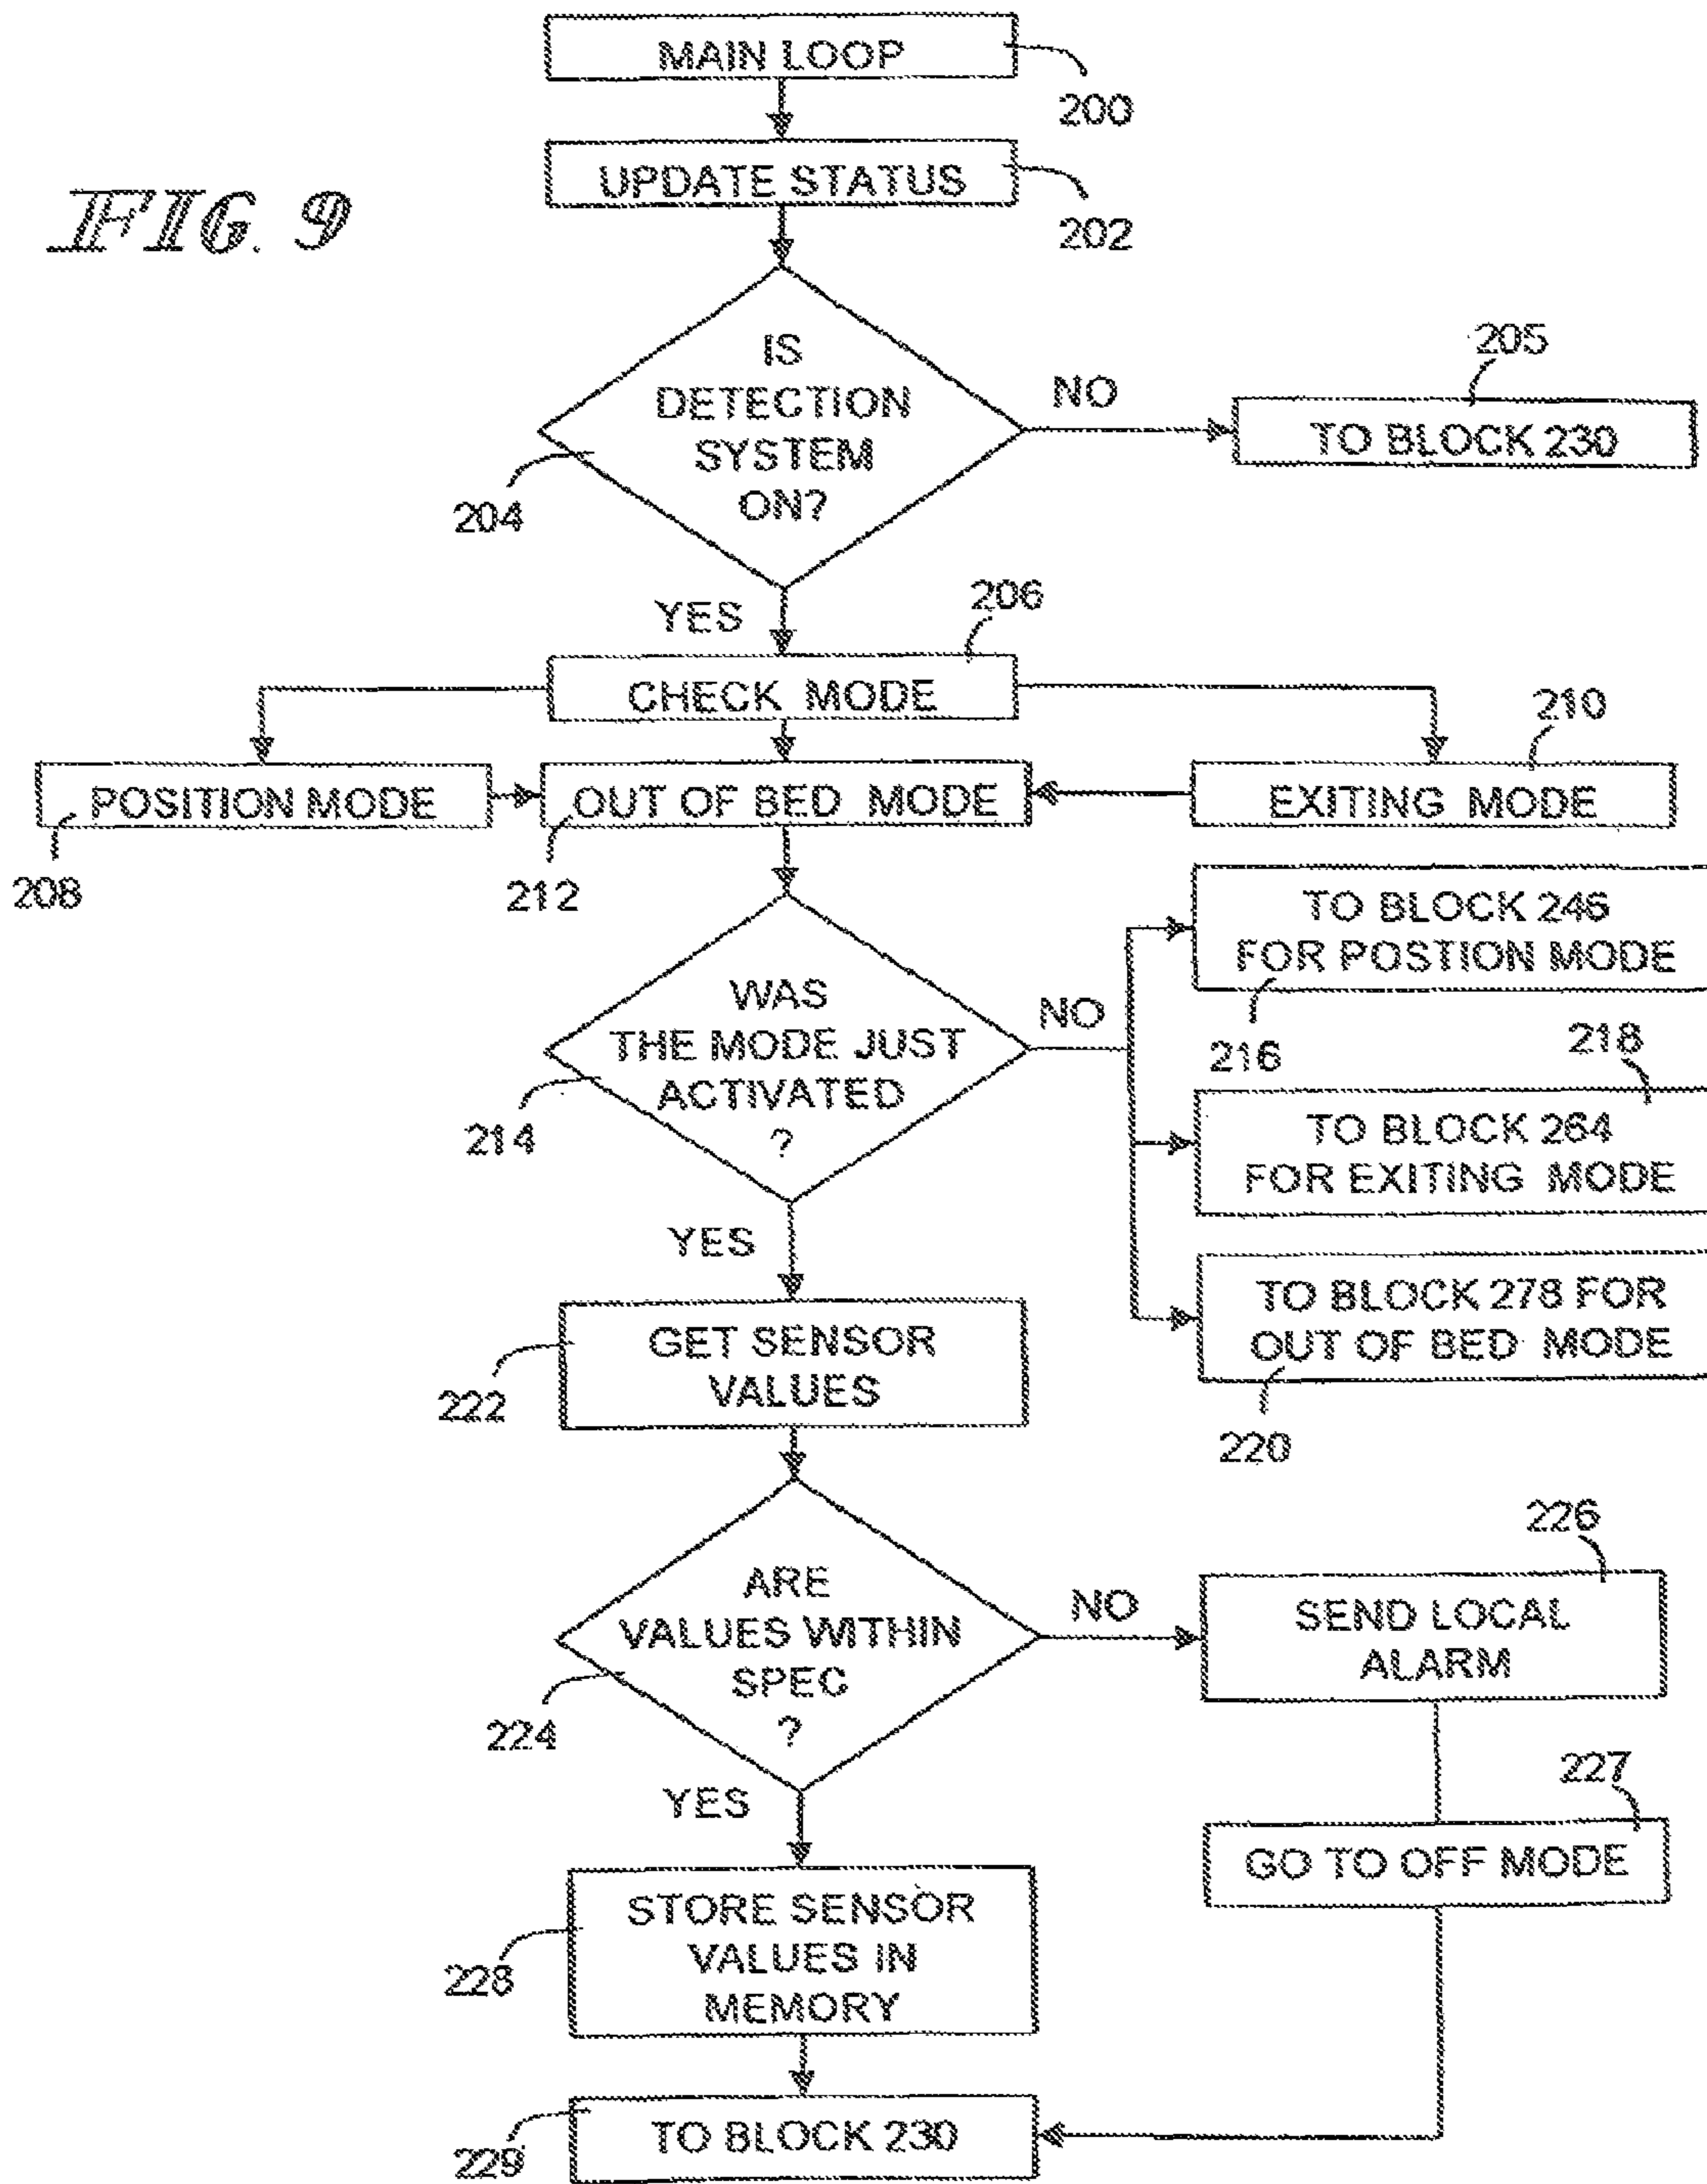 FIG. 9
MAIN LOOP
200
UPDATE STATUS
202
IS
DETECTION
SYSTEM
ON?
204
NO
205
TO BLOCK 230
YES
206
CHECK MODE
210
POSITION MODE
OUT OF BED MODE
EXITING MODE
208
212
WAS
THE MODE JUST
ACTIVATED
?
214
NO
TO BLOCK 246
FOR POSTION MODE
216
218
TO BLOCK 264
FOR EXITING MODE
TO BLOCK 278 FOR
OUT OF BED MODE
220
YES
GET SENSOR
VALUES
222
ARE
VALUES WITHIN
SPEC
?
224
NO
226
SEND LOCAL
ALARM
227
GO TO OFF MODE
YES
STORE SENSOR
VALUES IN
MEMORY
228
TO BLOCK 230
229